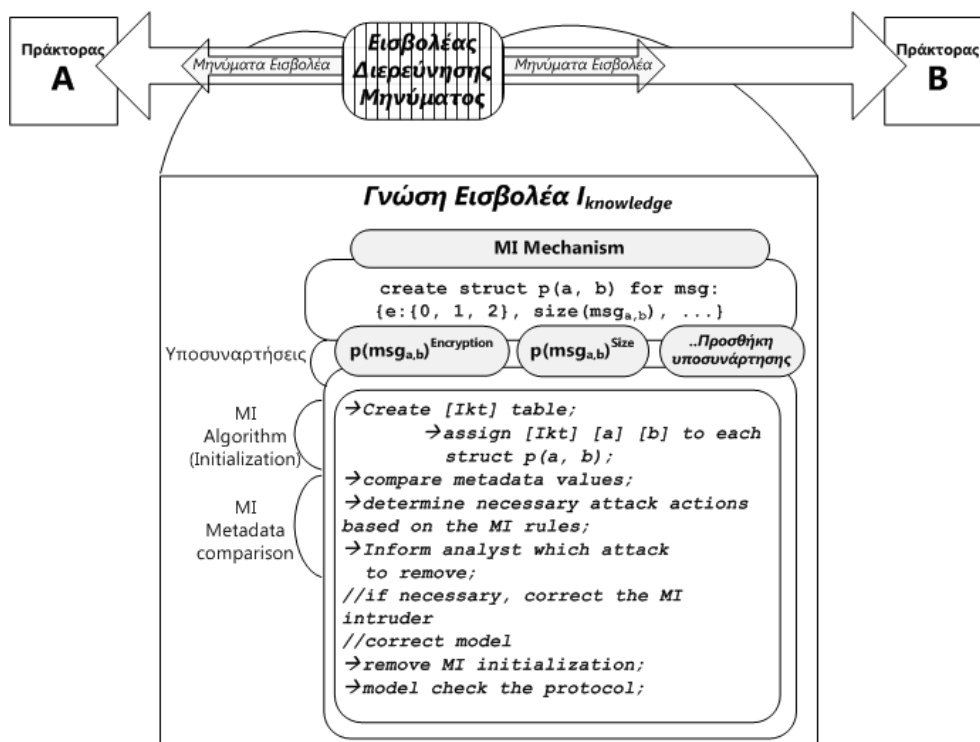 Πράκτορας
A
Μηνύματα Εισβολέα
Εισβολέας
Διερεύνησης
Μηνύματος
Μηνύματα Εισβολέα
Πράκτορας
B
Γνώση Εισβολέα Iknowledge
MI Mechanism
create struct p(a, b) for msg:
{e:{0, 1, 2}, size(msga,b), ...}
Υποσυναρτήσεις
p(msga,b)Encryption
p(msga,b)Size
..Προσθήκη
υποσυνάρτησης
MI
Algorithm
(Initialization)
MI
Metadata
comparison
→Create [Ikt] table;
→assign [Ikt] [a] [b] to each
struct p(a, b);
→compare metadata values;
→determine necessary attack actions
based on the MI rules;
→Inform analyst which attack
to remove;
//if necessary, correct the MI
intruder
//correct model
→remove MI initialization;
→model check the protocol;